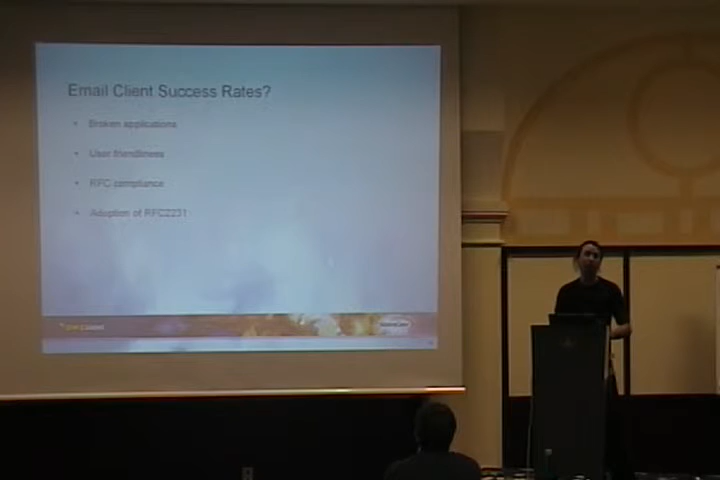 Email Client Success Rates?
• Broken applications
• User friendliness
• RFC compliance
• Adoption of RFC2231